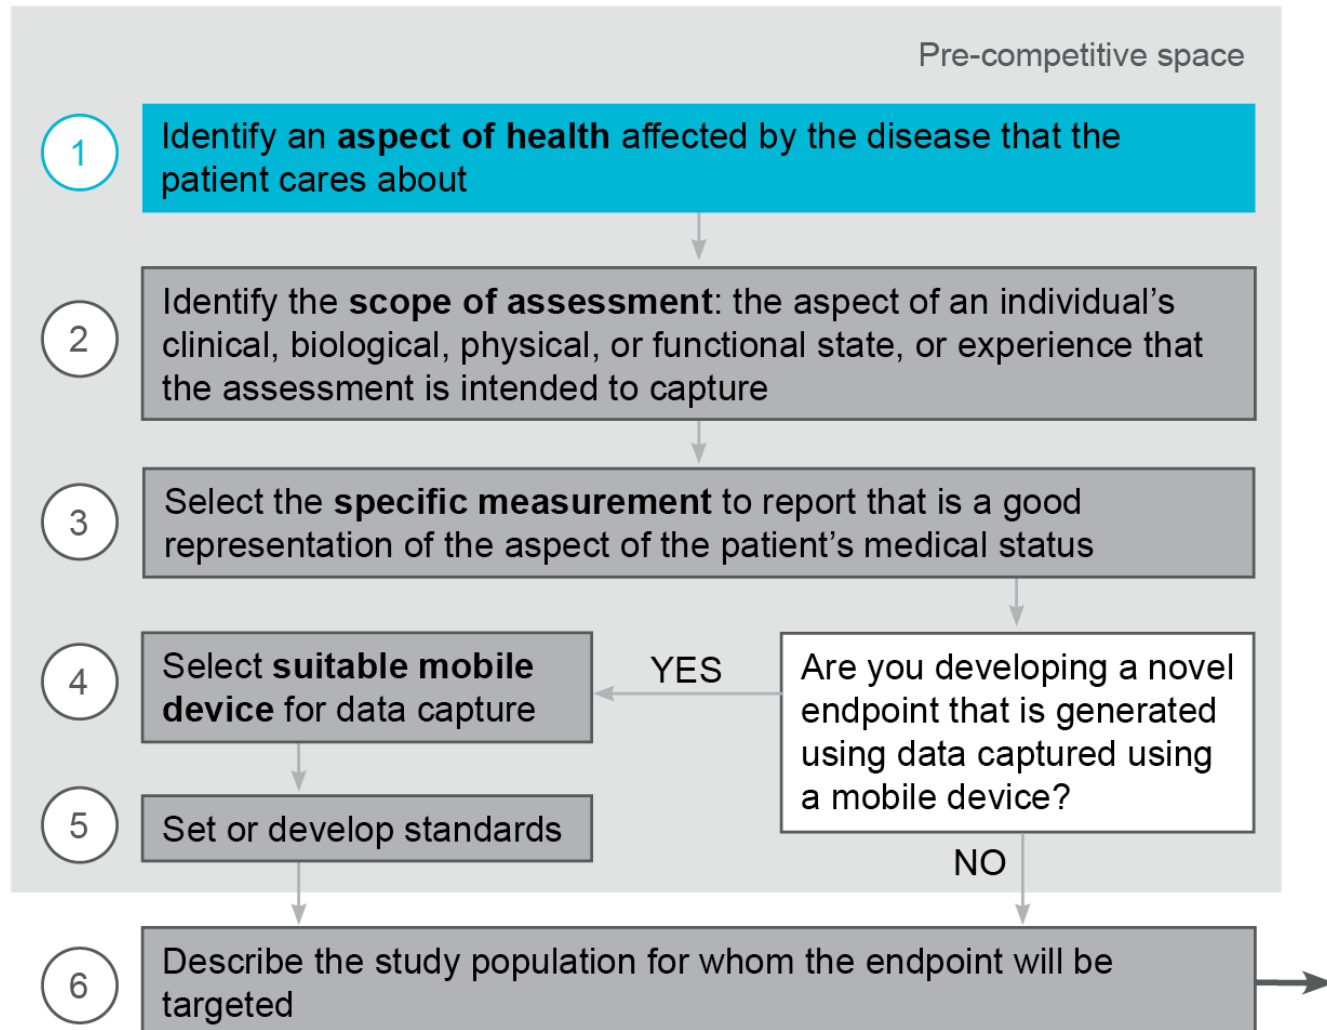 Pre-competitive space
1
Identify an aspect of health affected by the disease that the
patient cares about
2
Identify the scope of assessment: the aspect of an individual’s
clinical, biological, physical, or functional state, or experience that
the assessment is intended to capture
3
Select the specific measurement to report that is a good
representation of the aspect of the patient’s medical status
4
Select suitable mobile
device for data capture
YES
Are you developing a novel
endpoint that is generated
using data captured using
a mobile device?
5
Set or develop standards
NO
6
Describe the study population for whom the endpoint will be
targeted